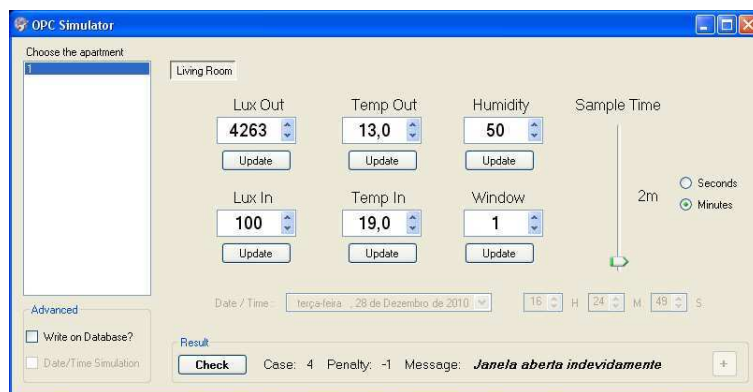 OPC Simulator
Choose the apartment
1
Living Room
Lux Out Temp Out Humidity Sample Time
4263 13,0 50
Update Update Update
2m Seconds
Minutes
Lux In Temp In Window
100 19,0 1
Update Update Update
Date / Time : terça-feira , 28 de Dezembro de 2010 16 H 24 M 49 S
Advanced
Write on Database?
Date/Time Simulation
Result
Check Case: 4 Penalty: -1 Message: Janela aberta indevidamente +